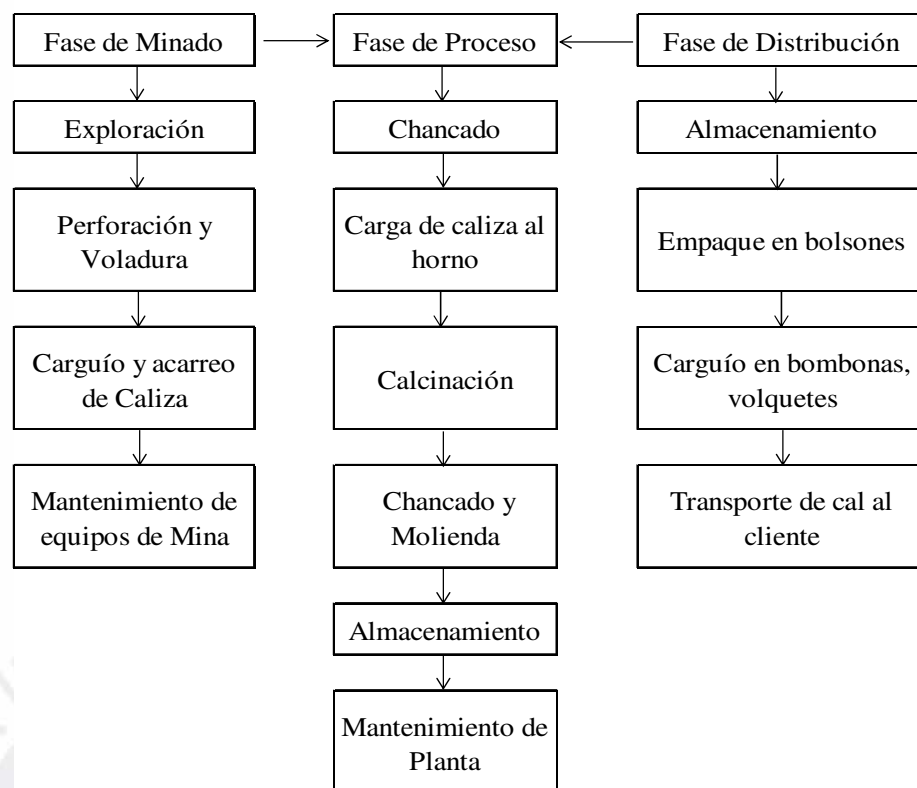 Fase de Minado
Exploración
Perforación y
Voladura
Carguío y acarreo
de Caliza
Mantenimiento de
equipos de Mina
Fase de Proceso
Chancado
Carga de caliza al
horno
Calcinación
Chancado y
Molienda
Almacenamiento
Mantenimiento de
Planta
Fase de Distribución
Almacenamiento
Empaque en bolsones
Carguío en bombonas,
volquetes
Transporte de cal al
cliente